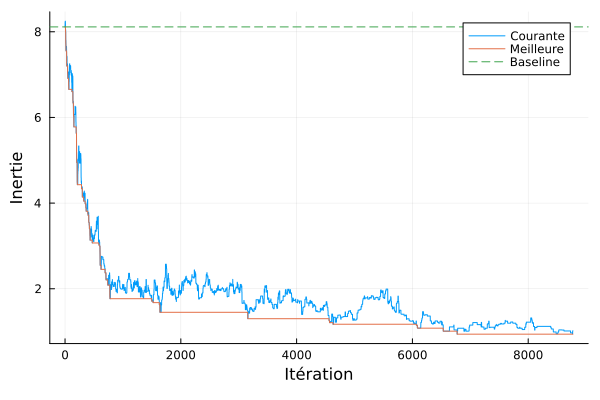 Courante
Meilleure
Baseline
Inertie
8
6
4
2
0 2000 4000 6000 8000
Itération